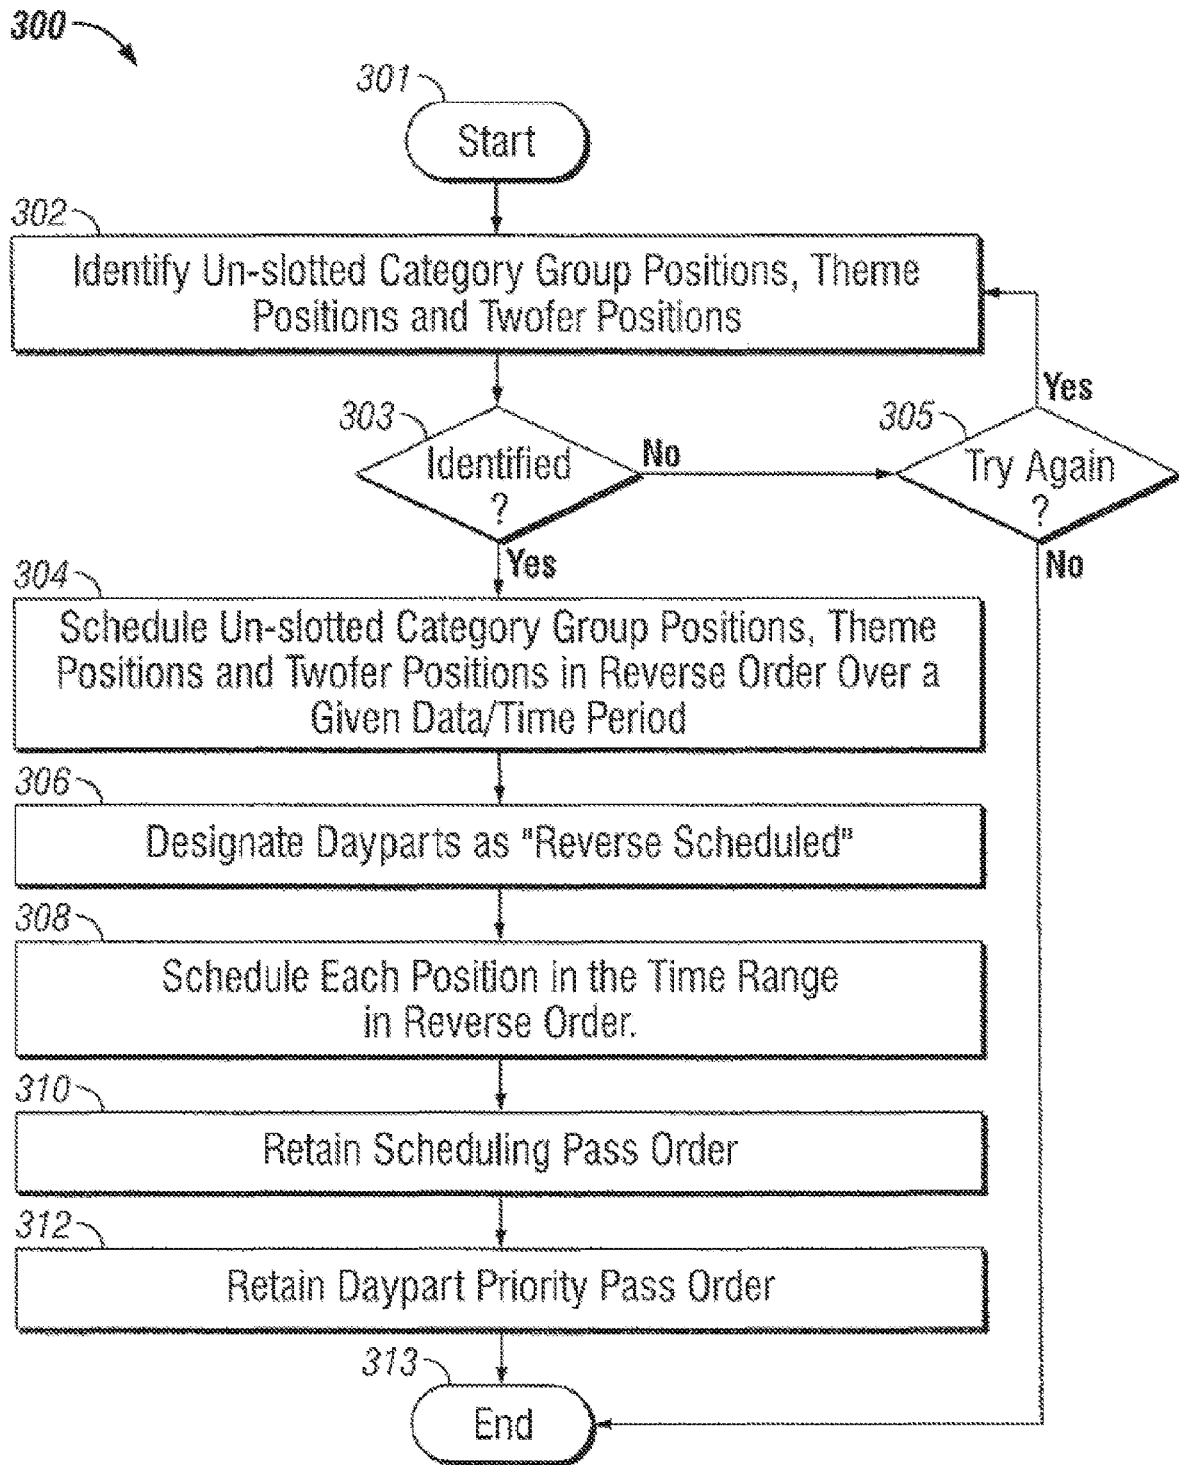 300
301
Start
302
Identify Un-slotted Category Group Positions, Theme
Positions and Twofer Positions
303
Identified
?
No
305
Try Again
?
Yes
No
Yes
304
Schedule Un-slotted Category Group Positions, Theme
Positions and Twofer Positions in Reverse Order Over a
Given Data/Time Period
306
Designate Dayparts as "Reverse Scheduled"
308
Schedule Each Position in the Time Range
in Reverse Order.
310
Retain Scheduling Pass Order
312
Retain Daypart Priority Pass Order
313
End